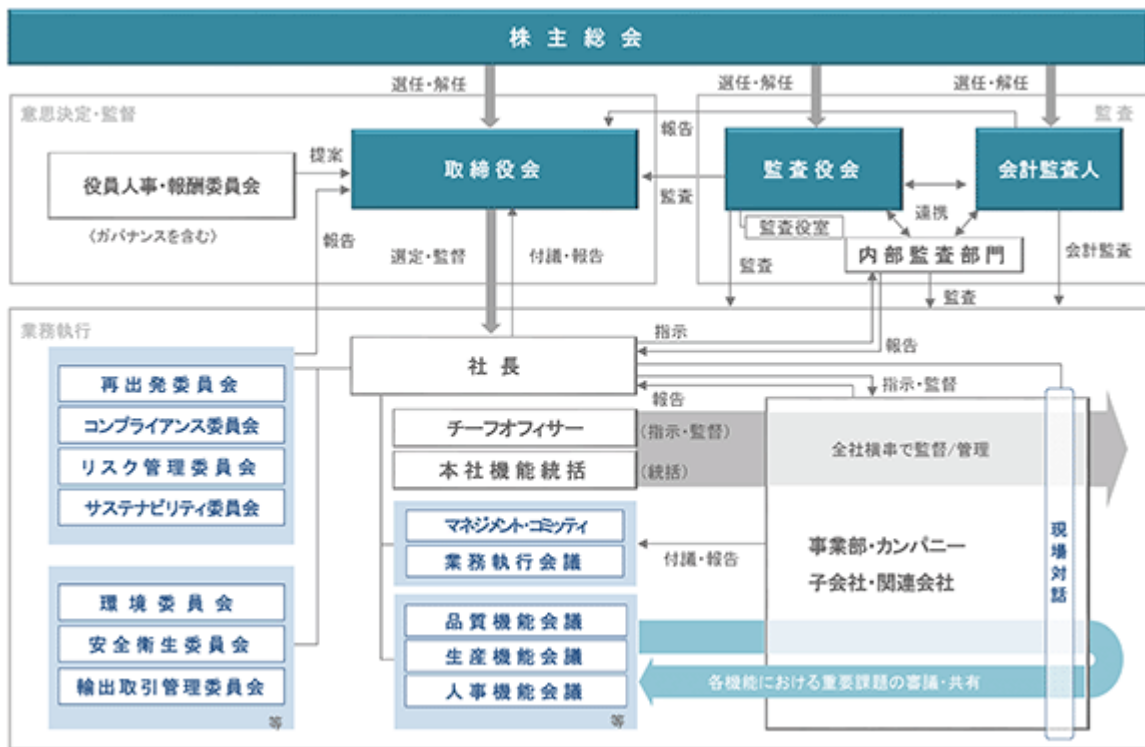 株主総会
選任・解任
選任・解任
選任・解任
意思決定・監督
監査
報告
提案
役員人事・報酬委員会
取締役会
監査役会
会計監査人
監査
連携
〈ガバナンスを含む〉
監査役室
報告
選定・監督
付議・報告
内部監査部門
監査
会計監査
監査
業務執行
指示
社長
報告
再出発委員会
指示・監督
報告
コンプライアンス委員会
チーフオフィサー
(指示・監督)
全社横串で監督/管理
リスク管理委員会
本社機能統括
(統括)
サステナビリティ委員会
マネジメント・コミッティ
現場対話
業務執行会議
付議・報告
事業部・カンパニー
子会社・関連会社
環境委員会
品質機能会議
安全衛生委員会
生産機能会議
輸出取引管理委員会
人事機能会議
各機能における重要課題の審議・共有
等
等